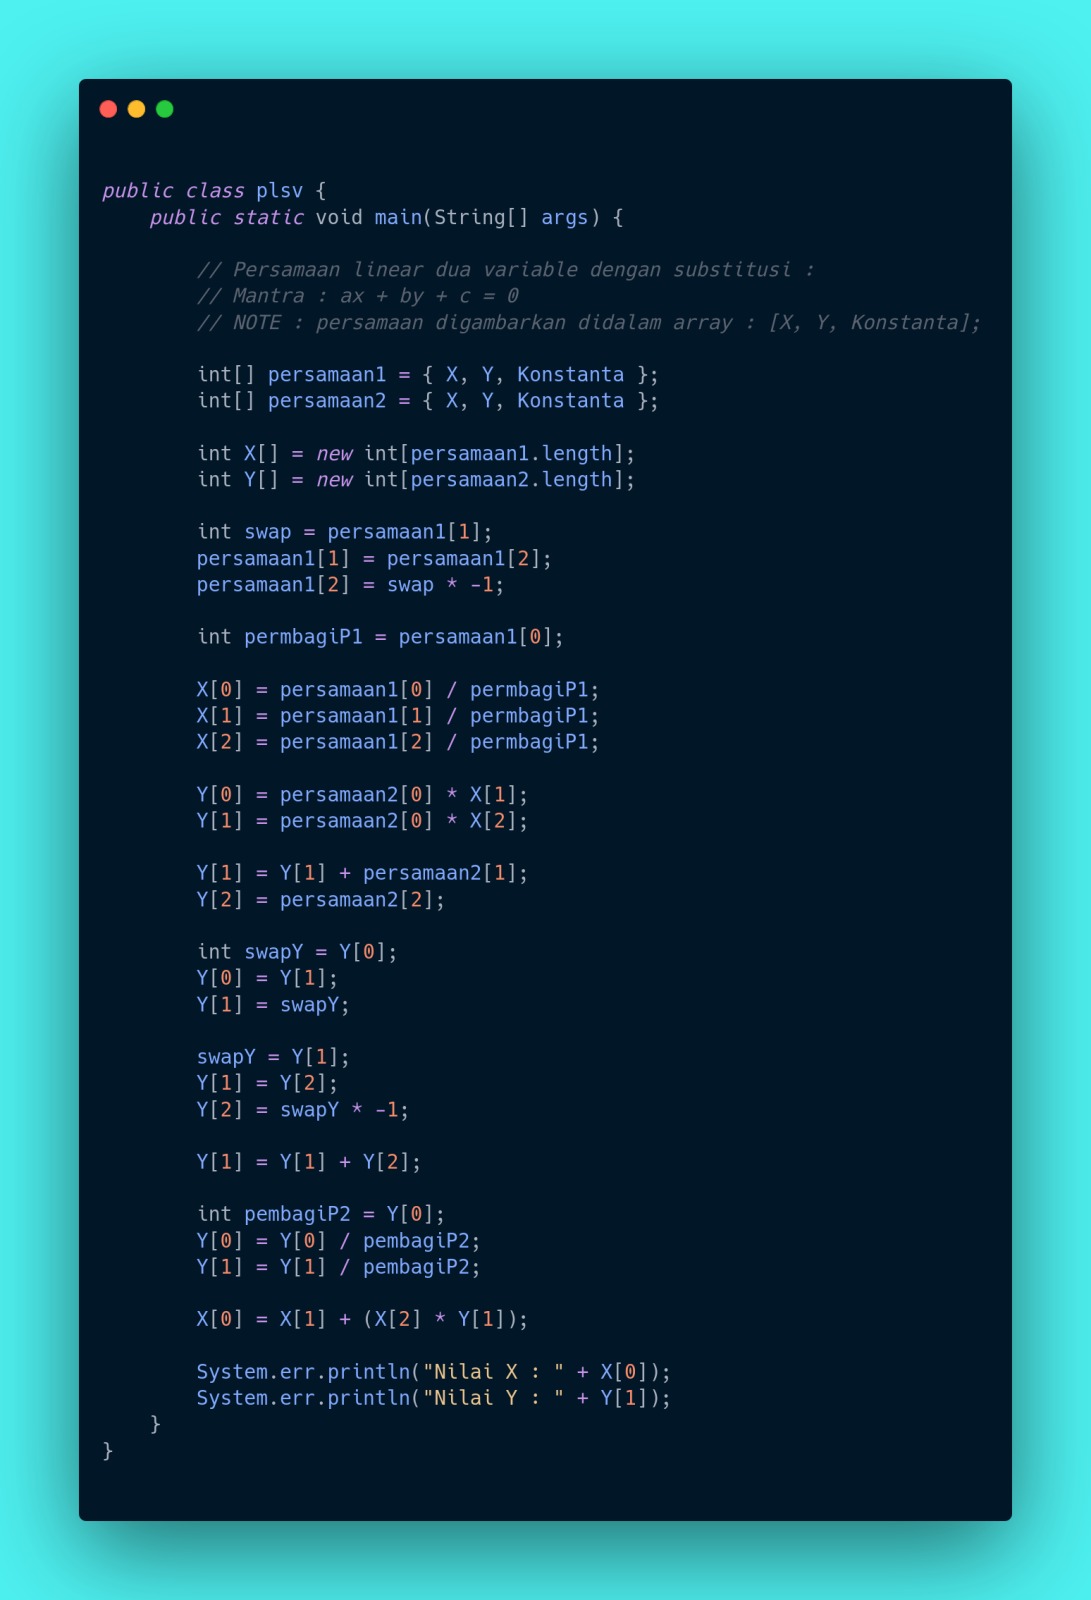 public class plsv {
    public static void main(String[] args) {

        // Persamaan linear dua variable dengan substitusi :
        // Mantra : ax + by + c = 0
        // NOTE : persamaan digambarkan didalam array : [X, Y, Konstanta];

        int[] persamaan1 = { X, Y, Konstanta };
        int[] persamaan2 = { X, Y, Konstanta };

        int X[] = new int[persamaan1.length];
        int Y[] = new int[persamaan2.length];

        int swap = persamaan1[1];
        persamaan1[1] = persamaan1[2];
        persamaan1[2] = swap * -1;

        int permbagiP1 = persamaan1[0];

        X[0] = persamaan1[0] / permbagiP1;
        X[1] = persamaan1[1] / permbagiP1;
        X[2] = persamaan1[2] / permbagiP1;

        Y[0] = persamaan2[0] * X[1];
        Y[1] = persamaan2[0] * X[2];

        Y[1] = Y[1] + persamaan2[1];
        Y[2] = persamaan2[2];

        int swapY = Y[0];
        Y[0] = Y[1];
        Y[1] = swapY;

        swapY = Y[1];
        Y[1] = Y[2];
        Y[2] = swapY * -1;

        Y[1] = Y[1] + Y[2];

        int pembagiP2 = Y[0];
        Y[0] = Y[0] / pembagiP2;
        Y[1] = Y[1] / pembagiP2;

        X[0] = X[1] + (X[2] * Y[1]);

        System.err.println("Nilai X : " + X[0]);
        System.err.println("Nilai Y : " + Y[1]);
    }
}